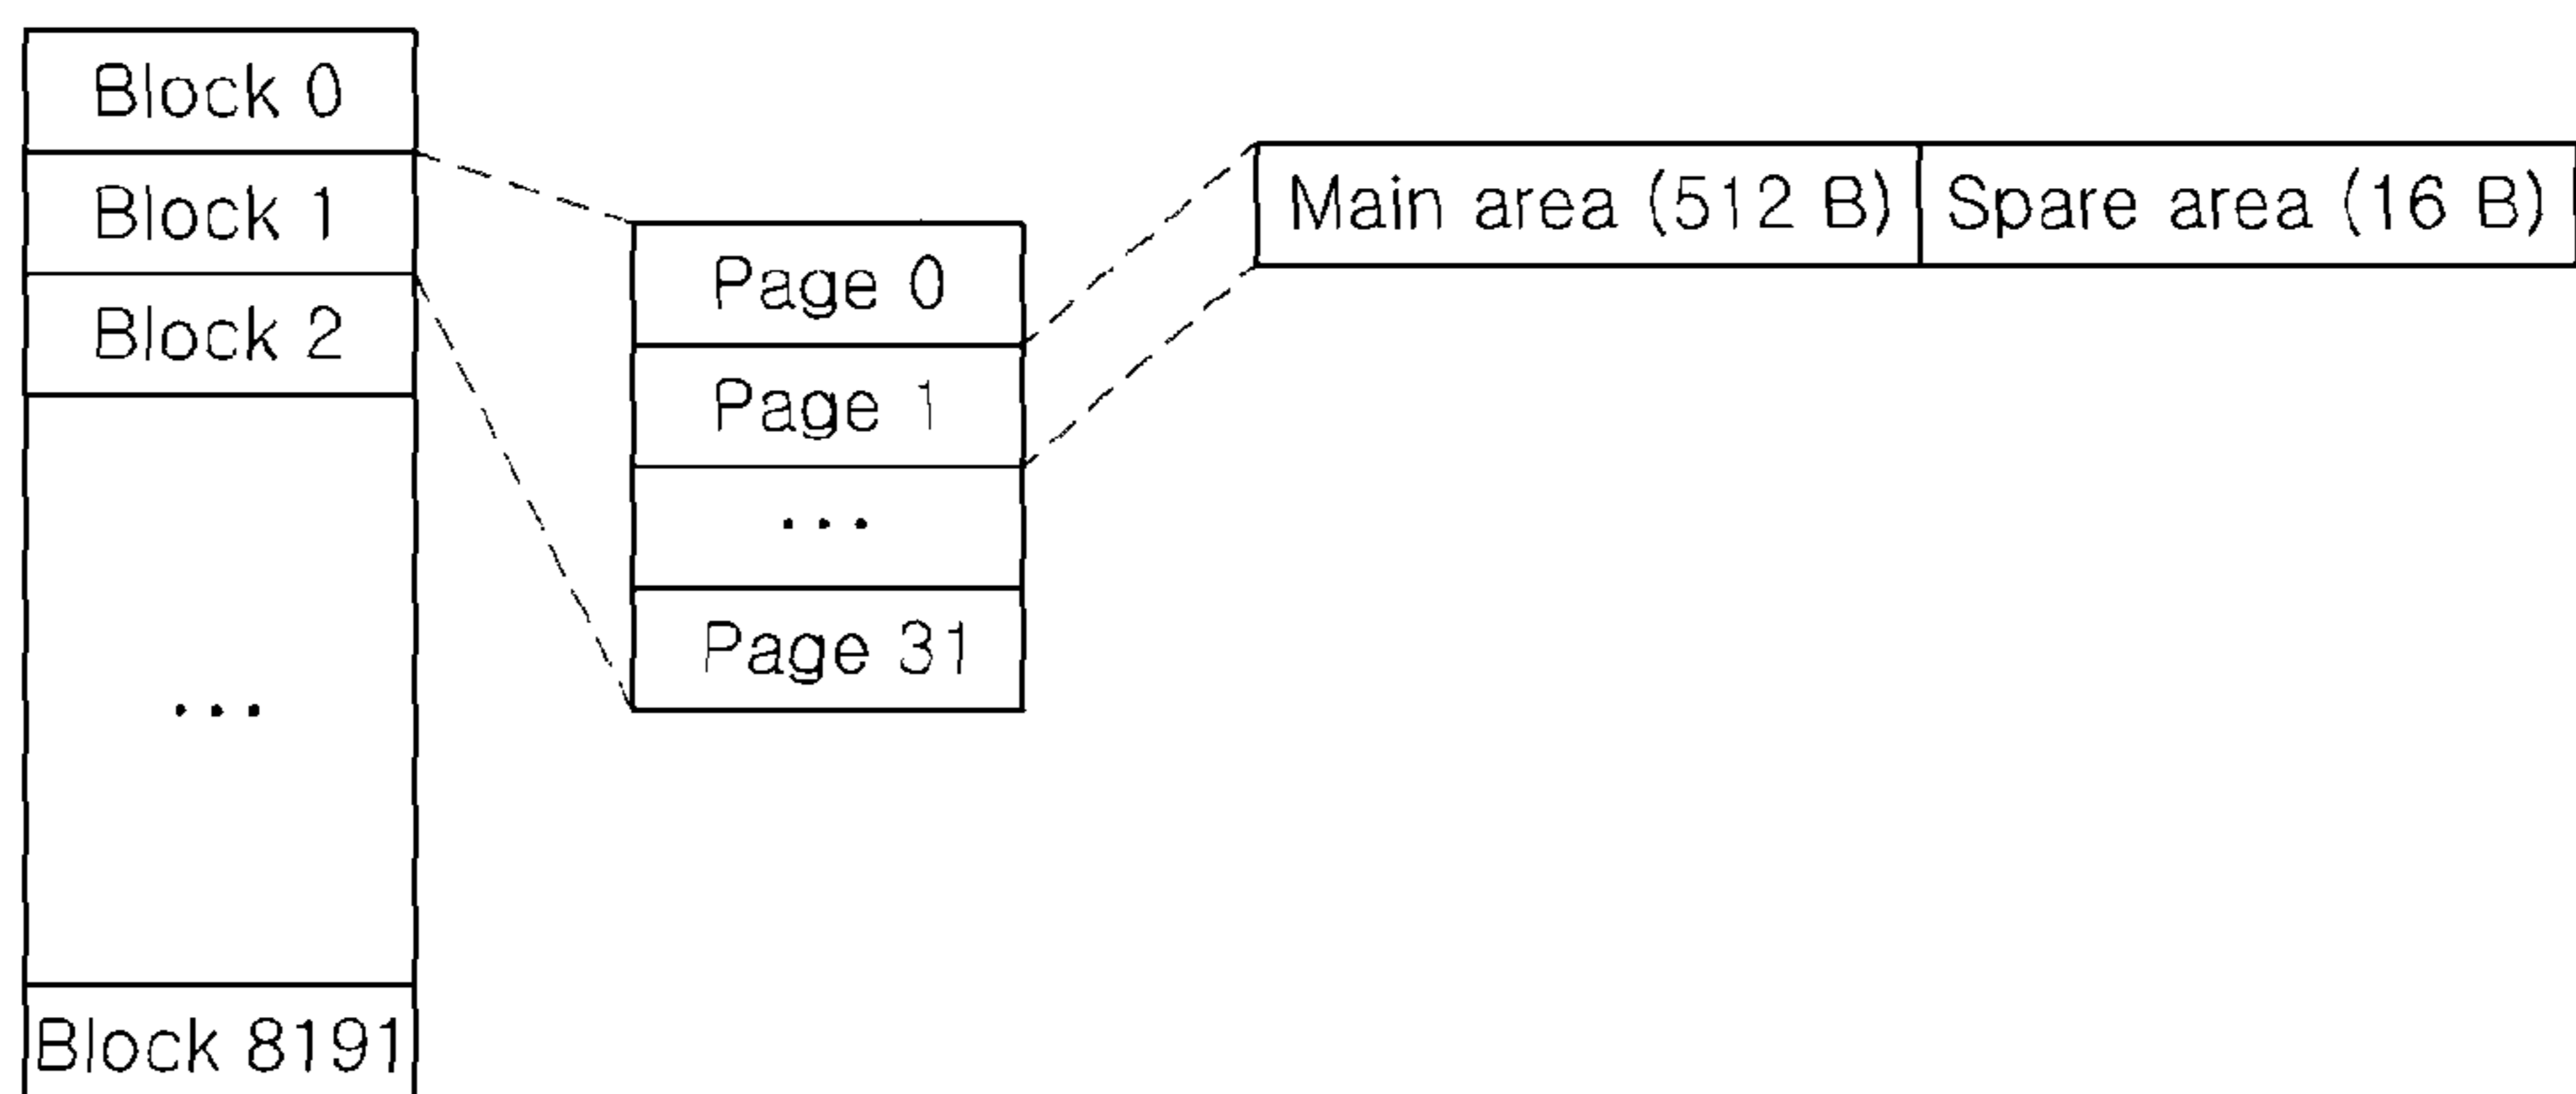 Block 0
Block 1
Block 2
...
Block 8191
Page 0
Page 1
...
Page 31
Main area (512 B)
Spare area (16 B)